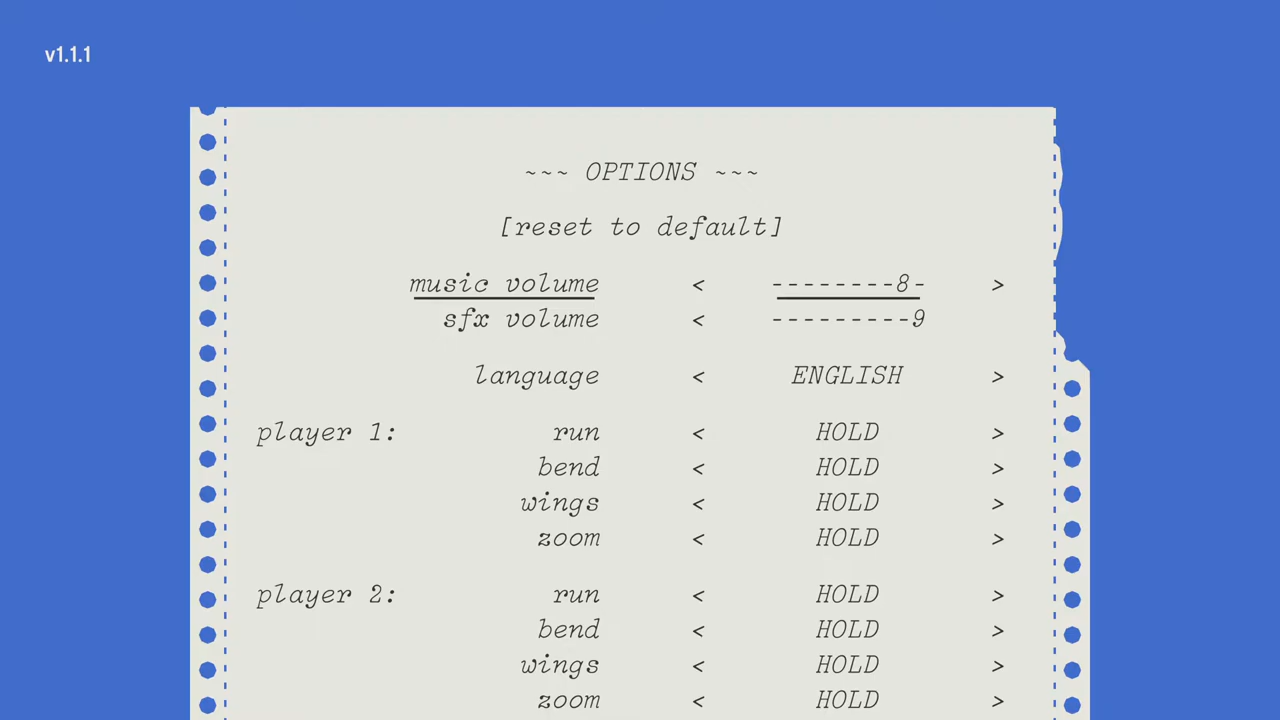 v1.1.1
~~~ OPTIONS ~~~
[reset to default]
music volume < --------8- >
sfx volume < ---------9
language < ENGLISH >
player 1: run < HOLD >
bend < HOLD >
wings < HOLD >
zoom < HOLD >
player 2: run < HOLD >
bend < HOLD >
wings < HOLD >
zoom < HOLD >